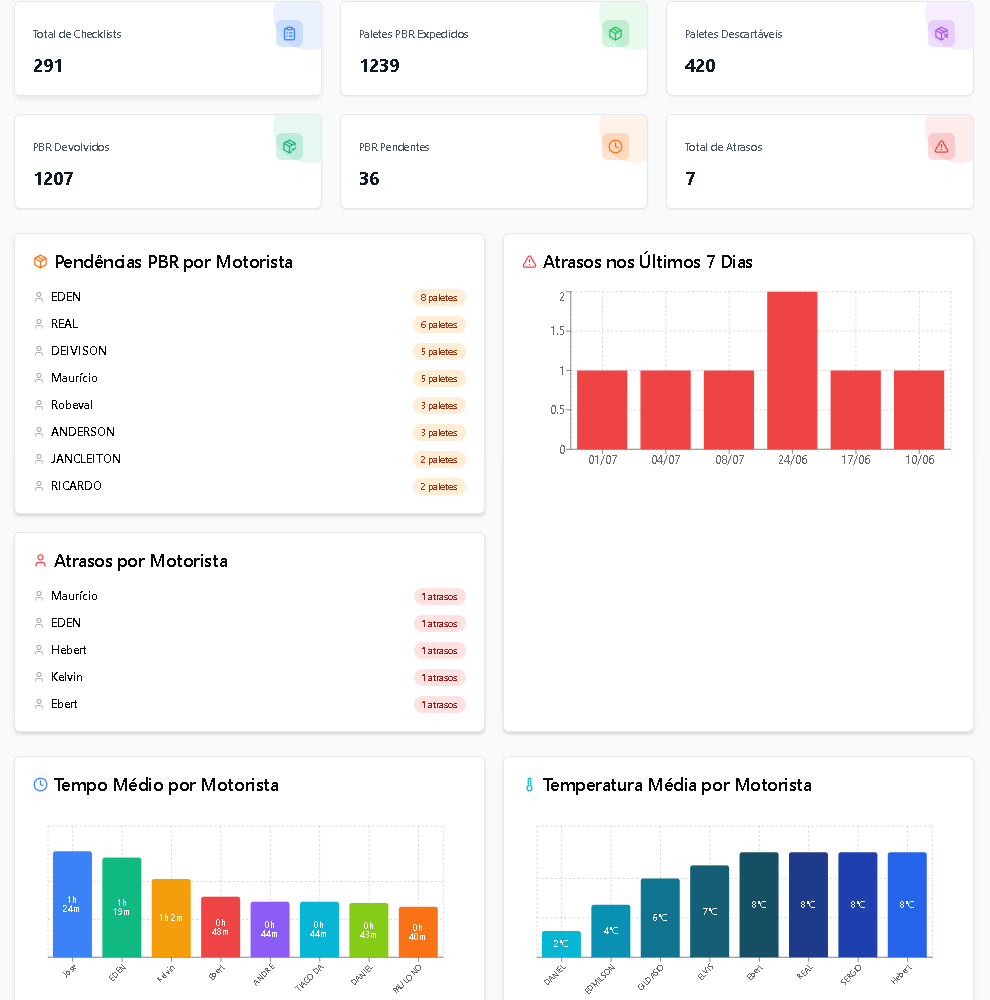 Total de Checklists
291
Paletes PBR Expedidos
1239
Paletes Descartáveis
420
PBR Devolvidos
1207
PBR Pendentes
36
Total de Atrasos
7
Pendências PBR por Motorista
EDEN 8 paletes
REAL 6 paletes
DEIVISON 5 paletes
Maurício 5 paletes
Robeval 3 paletes
ANDERSON 3 paletes
JANCLEITON 2 paletes
RICARDO 2 paletes
Atrasos por Motorista
Maurício 1 atrasos
EDEN 1 atrasos
Hebert 1 atrasos
Kelvin 1 atrasos
Ebert 1 atrasos
Atrasos nos Últimos 7 Dias
2
1.5
1
0.5
0
01/07 04/07 08/07 24/06 17/06 10/06
Tempo Médio por Motorista
1h 24m
1h 19m
1h 2m
0h 48m
0h 44m
0h 44m
0h 43m
0h 40m
Jose EDEN Kelvin Ebert ANDRE TIAGO DA DANIEL PAULO NO
Temperatura Média por Motorista
2°C 4°C 6°C 7°C 8°C 8°C 8°C 8°C
DANIEL EDMILSON GILDASIO ELVIS Ebert REAL SERGIO Hebert